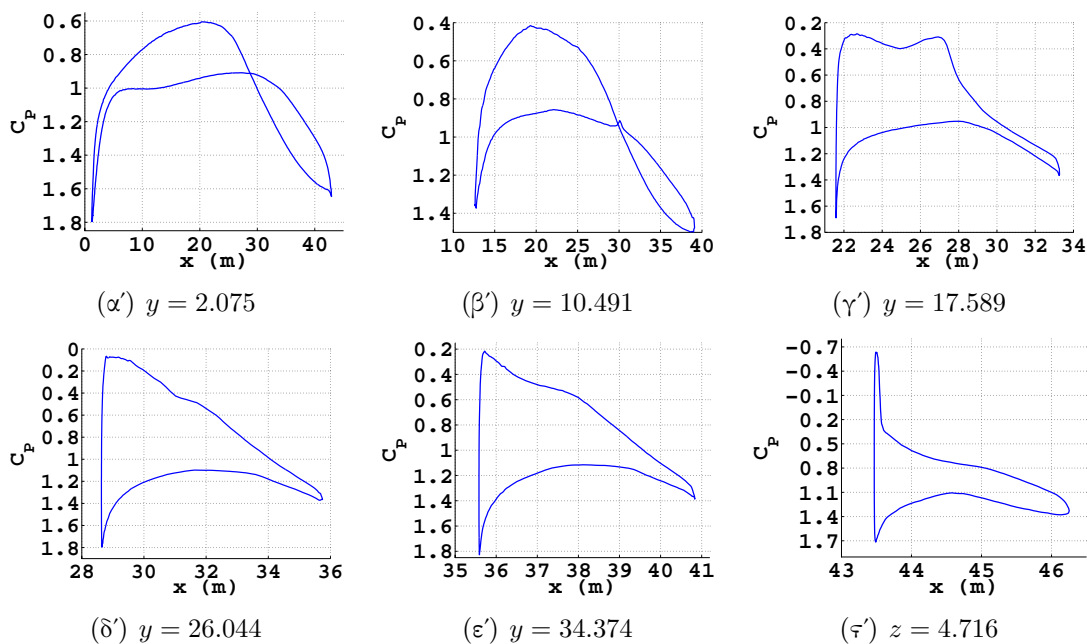 0.6
0.8
1
1.2
1.4
1.6
1.8
C_p
0 10 20 30 40
x (m)
(α′) y = 2.075
0.4
0.6
0.8
1
1.2
1.4
C_p
10 15 20 25 30 35 40
x (m)
(β′) y = 10.491
0.2
0.4
0.6
0.8
1
1.2
1.4
1.6
1.8
C_p
22 24 26 28 30 32 34
x (m)
(γ′) y = 17.589
0
0.2
0.4
0.6
0.8
1
1.2
1.4
1.6
1.8
C_p
28 30 32 34 36
x (m)
(δ′) y = 26.044
0.2
0.4
0.6
0.8
1
1.2
1.4
1.6
1.8
C_p
35 36 37 38 39 40 41
x (m)
(ε′) y = 34.374
−0.7
−0.4
−0.1
0.2
0.5
0.8
1.1
1.4
1.7
C_p
43 44 45 46
x (m)
(ϛ′) z = 4.716